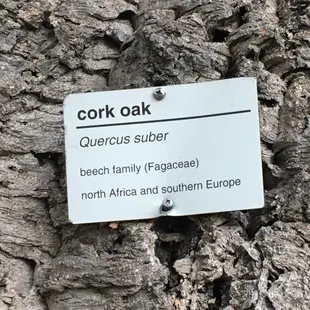 cork oak
Quercus suber
beech family (Fagaceae)
north Africa and southern Europe